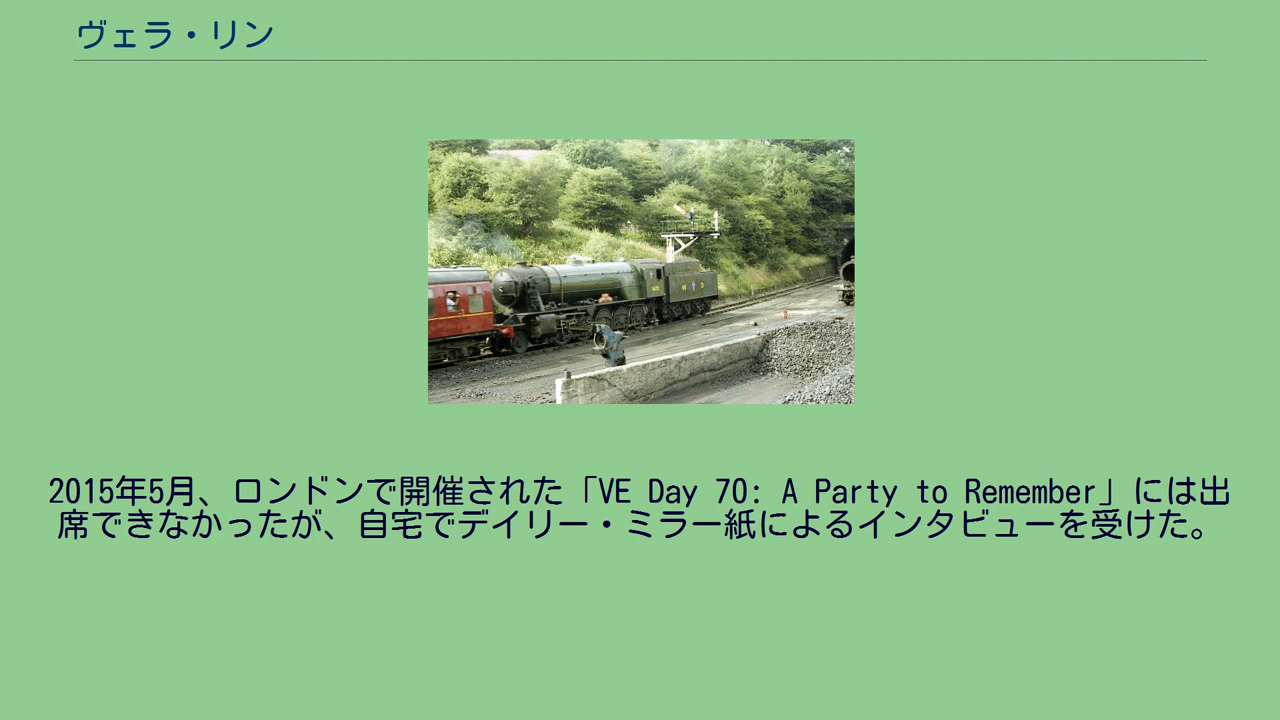 ヴェラ・リン
2015年5月、ロンドンで開催された「VE Day 70: A Party to Remember」には出
席できなかったが、自宅でデイリー・ミラー紙によるインタビューを受けた。